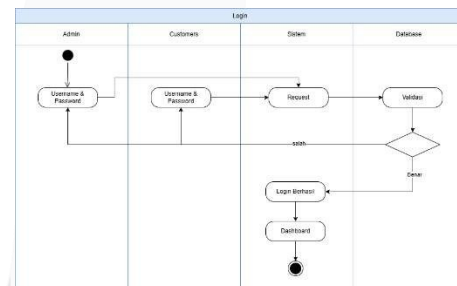 Login
Admin
Customers
Sistem
Database
Username &
Password
Username &
Password
Request
Validasi
salah
Benar
Login Berhasil
Dashboard